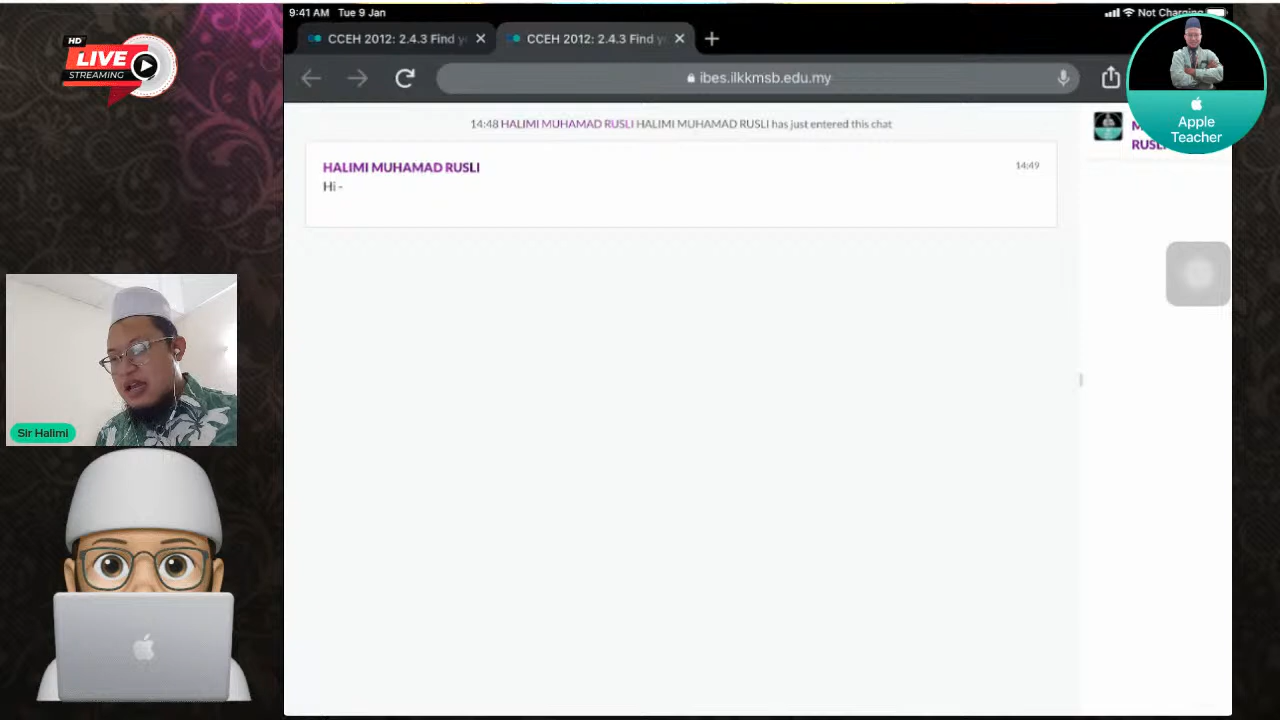 HD
LIVE
STREAMING
9:41 AM Tue 9 Jan
Not Charging
CCEH 2012: 2.4.3 Find
CCEH 2012: 2.4.3 Find
ibes.ilkkmsb.edu.my
Apple
Teacher
14:48 HALIMI MUHAMAD RUSLI HALIMI MUHAMAD RUSLI has just entered this chat
RUSLI
HALIMI MUHAMAD RUSLI
14:49
Hi -
Sir Halimi